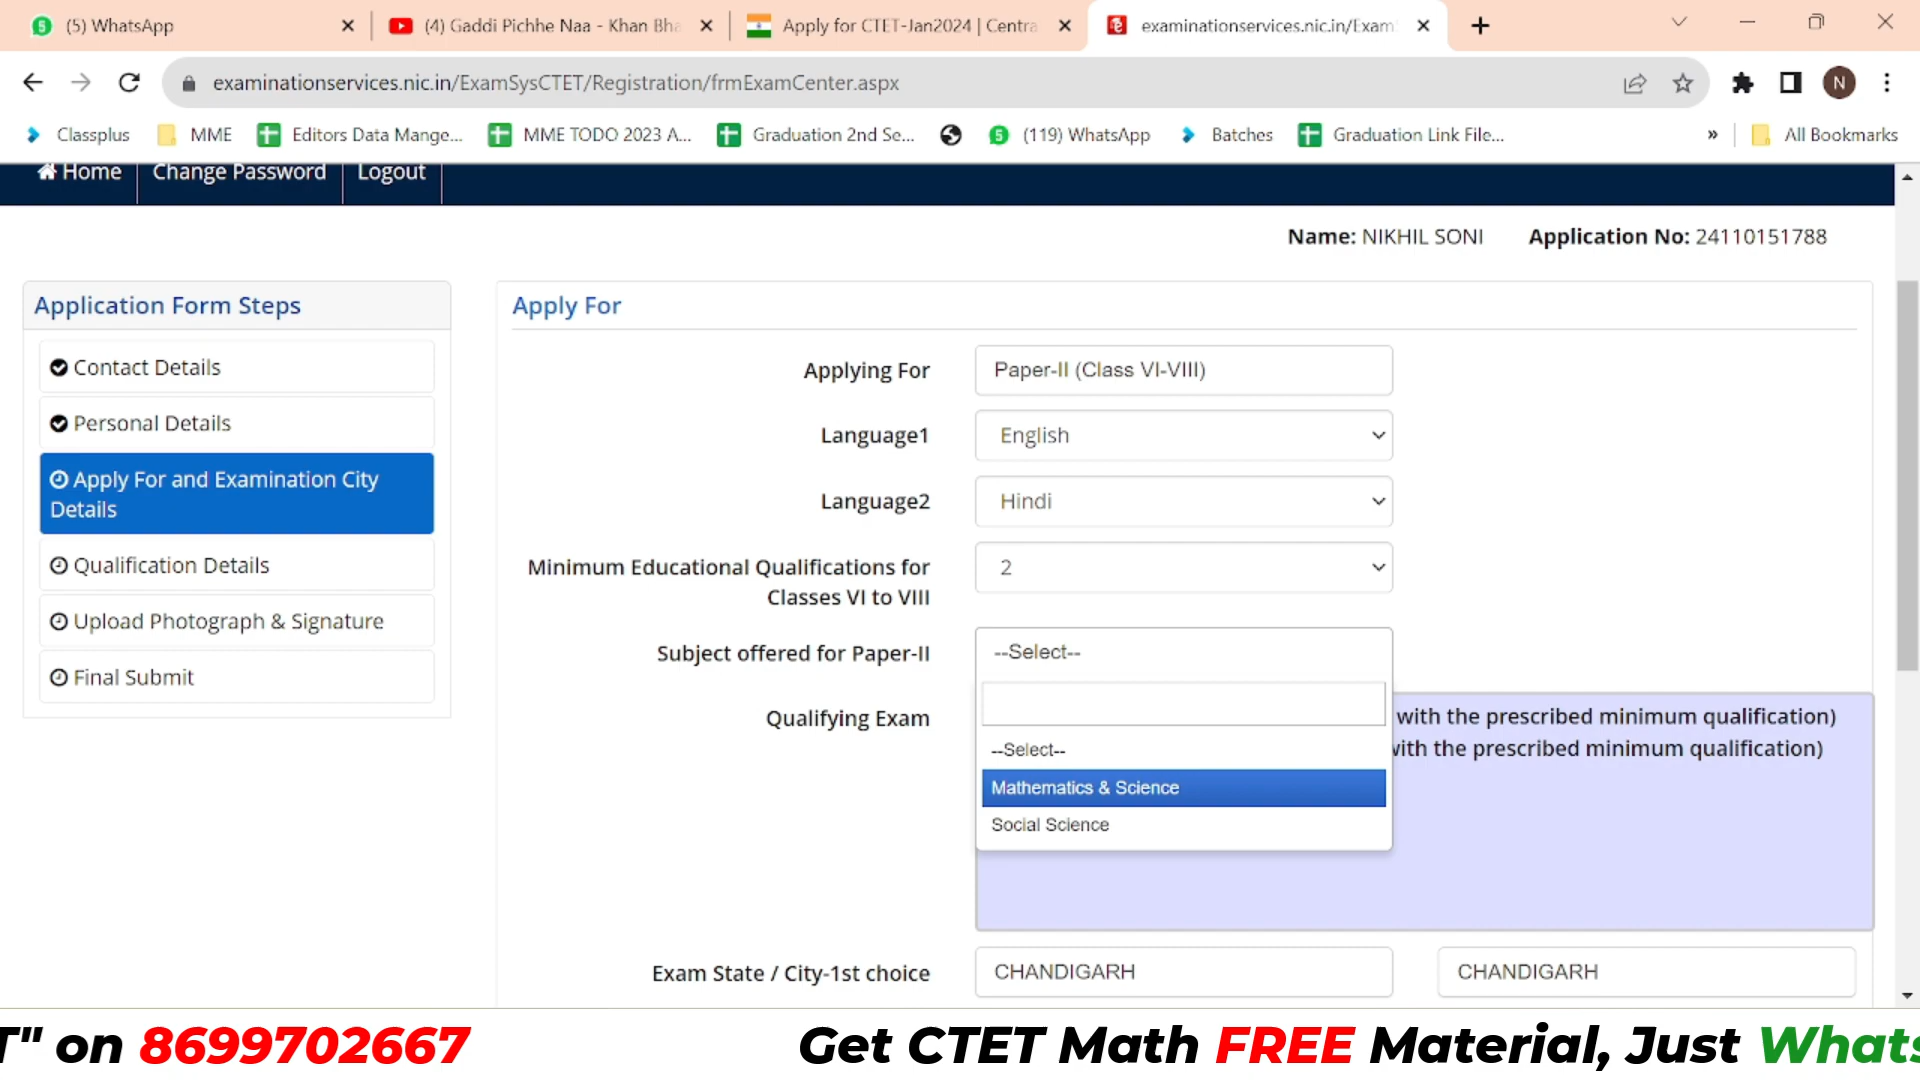 (5) WhatsApp
(4) Gaddi Pichhe Naa - Khan Bha
Apply for CTET-Jan2024 | Centra
examinationservices.nic.in/Exam
examinationservices.nic.in/ExamSysCTET/Registration/frmExamCenter.aspx
N
Classplus
MME
Editors Data Mange...
MME TODO 2023 A...
Graduation 2nd Se...
(119) WhatsApp
Batches
Graduation Link File...
»
All Bookmarks
Home
Change Password
Logout
Name: NIKHIL SONI
Application No: 24110151788
Application Form Steps
Contact Details
Personal Details
Apply For and Examination City
Details
Qualification Details
Upload Photograph & Signature
Final Submit
Apply For
Applying For
Paper-II (Class VI-VIII)
Language1
English
Language2
Hindi
Minimum Educational Qualifications for
Classes VI to VIII
2
Subject offered for Paper-II
--Select--
Qualifying Exam
with the prescribed minimum qualification)
with the prescribed minimum qualification)
--Select--
Mathematics & Science
Social Science
Exam State / City-1st choice
CHANDIGARH
CHANDIGARH
T" on 8699702667
Get CTET Math FREE Material, Just Whats